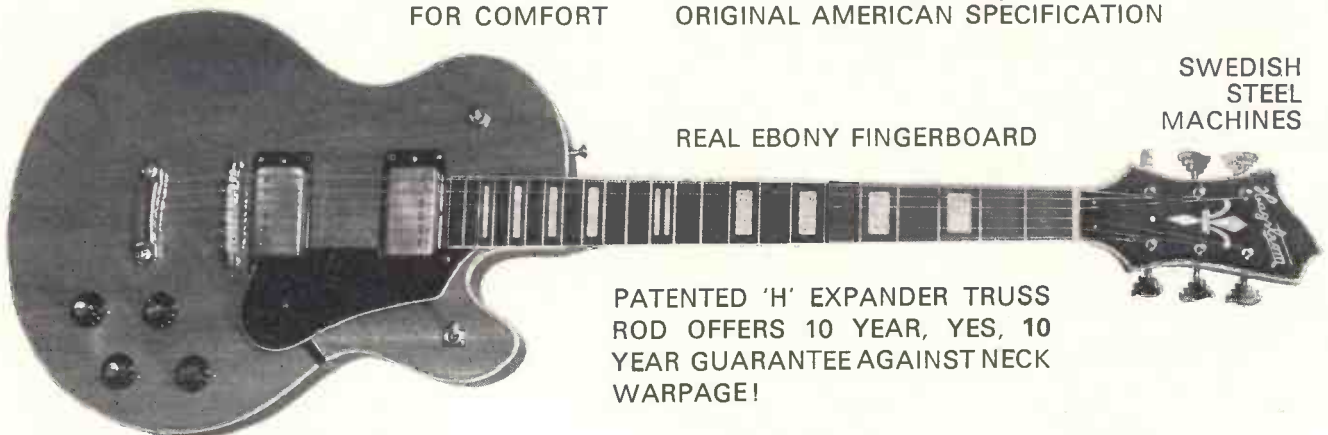 FOR COMFORT
ORIGINAL AMERICAN SPECIFICATION
SWEDISH
STEEL
MACHINES
REAL EBONY FINGERBOARD
Hagstrom
PATENTED 'H' EXPANDER TRUSS
ROD OFFERS 10 YEAR, YES, 10
YEAR GUARANTEE AGAINST NECK
WARPAGE!